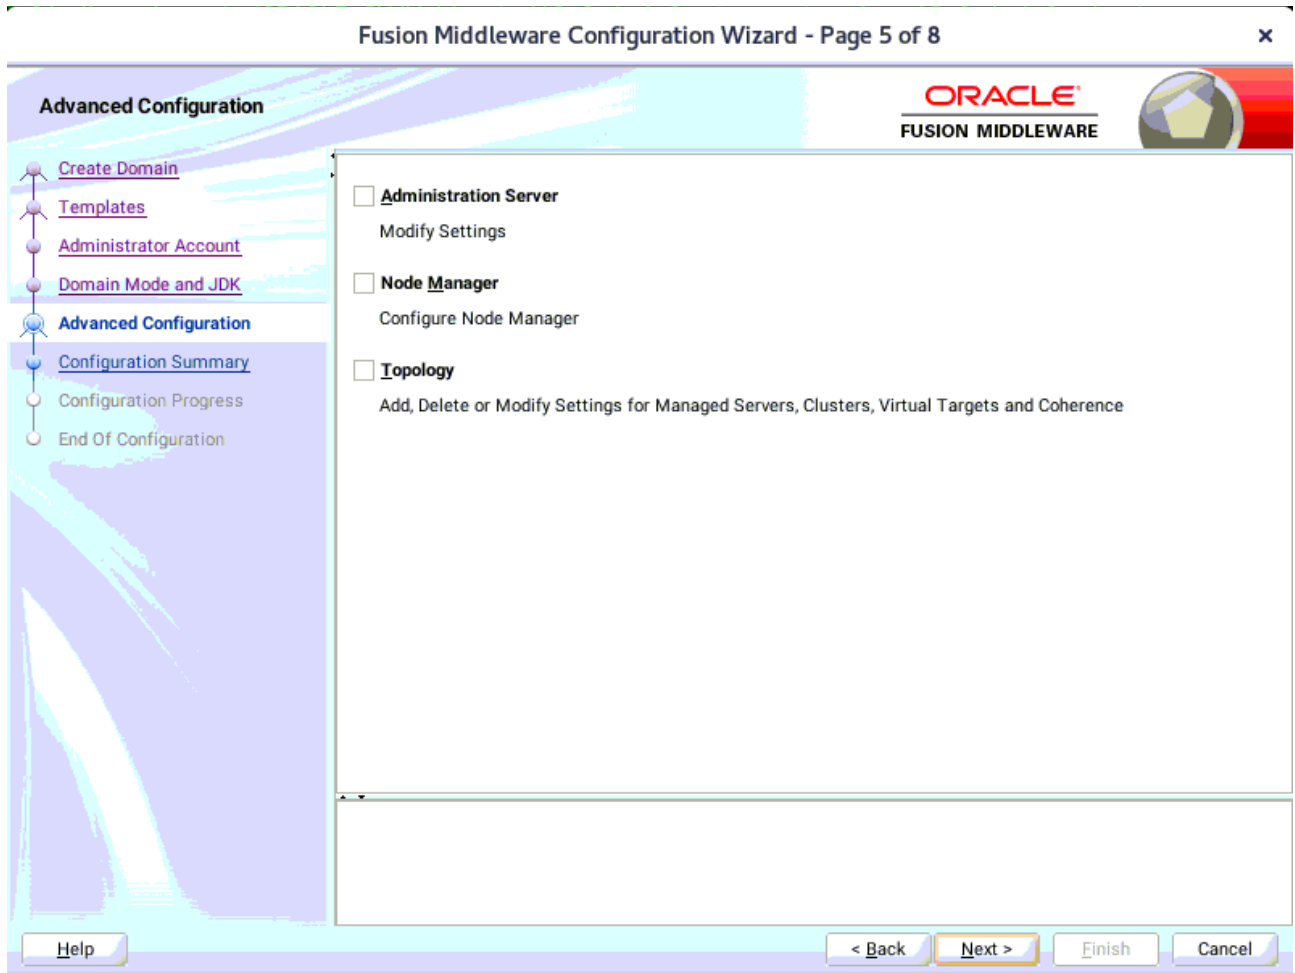 Fusion Middleware Configuration Wizard - Page 5 of 8
Advanced Configuration
ORACLE
FUSION MIDDLEWARE
Create Domain
Templates
Administrator Account
Domain Mode and JDK
Advanced Configuration
Configuration Summary
Configuration Progress
End Of Configuration
Administration Server
Modify Settings
Node Manager
Configure Node Manager
Topology
Add, Delete or Modify Settings for Managed Servers, Clusters, Virtual Targets and Coherence
Help
< Back
Next >
Finish
Cancel